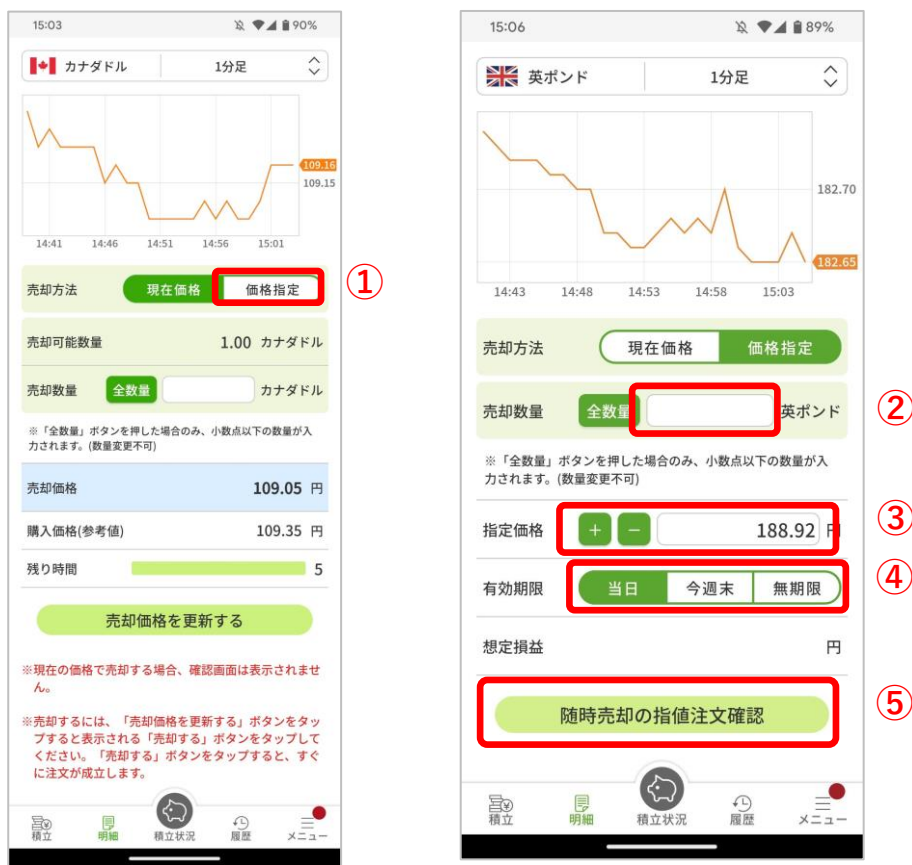 15:03
90%
カナダドル
1分足
109.16
109.15
14:41 14:46 14:51 14:56 15:01
売却方法 現在価格 価格指定
①
売却可能数量 1.00 カナダドル
売却数量 全数量 カナダドル
※「全数量」ボタンを押した場合のみ、小数点以下の数量が入
力されます。(数量変更不可)
売却価格 109.05 円
購入価格(参考値) 109.35 円
残り時間 5
売却価格を更新する
※現在の価格で売却する場合、確認画面は表示されませ
ん。
※売却するには、「売却価格を更新する」ボタンをタッ
プすると表示される「売却する」ボタンをタップして
ください。「売却する」ボタンをタップすると、すぐ
に注文が成立します。
積立 明細 積立状況 履歴 メニュー
15:06
89%
英ポンド
1分足
182.70
182.65
14:43 14:48 14:53 14:58 15:03
売却方法 現在価格 価格指定
売却数量 全数量 英ポンド
②
※「全数量」ボタンを押した場合のみ、小数点以下の数量が入
力されます。(数量変更不可)
指定価格 + − 188.92 円
③
有効期限 当日 今週末 無期限
④
想定損益 円
随時売却の指値注文確認
⑤
積立 明細 積立状況 履歴 メニュー